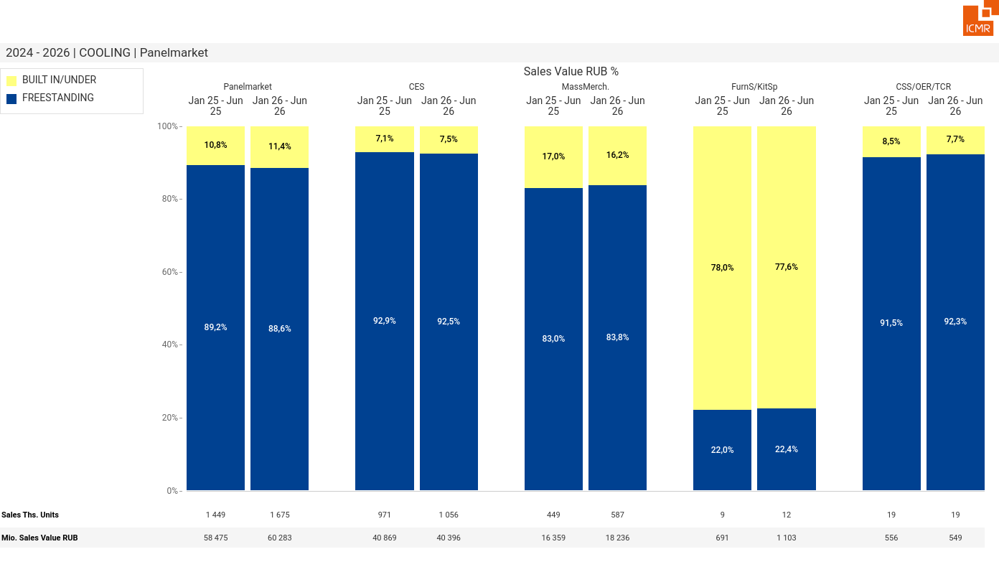 ICMR
2024 - 2026 | COOLING | Panelmarket
BUILT IN/UNDER
FREESTANDING
Sales Value RUB %
Panelmarket CES MassMerch. FurnS/KitSp CSS/OER/TCR
Jan 25 - Jun Jan 26 - Jun Jan 25 - Jun Jan 26 - Jun Jan 25 - Jun Jan 26 - Jun Jan 25 - Jun Jan 26 - Jun Jan 25 - Jun Jan 26 - Jun
25 26 25 26 25 26 25 26 25 26
100%
10,8% 11,4% 7,1% 7,5% 17,0% 16,2% 78,0% 77,6% 8,5% 7,7%
80%
60%
40%
20%
0%
89,2% 88,6% 92,9% 92,5% 83,0% 83,8% 22,0% 22,4% 91,5% 92,3%
Sales Ths. Units 1 449 1 675 971 1 056 449 587 9 12 19 19
Mio. Sales Value RUB 58 475 60 283 40 869 40 396 16 359 18 236 691 1 103 556 549